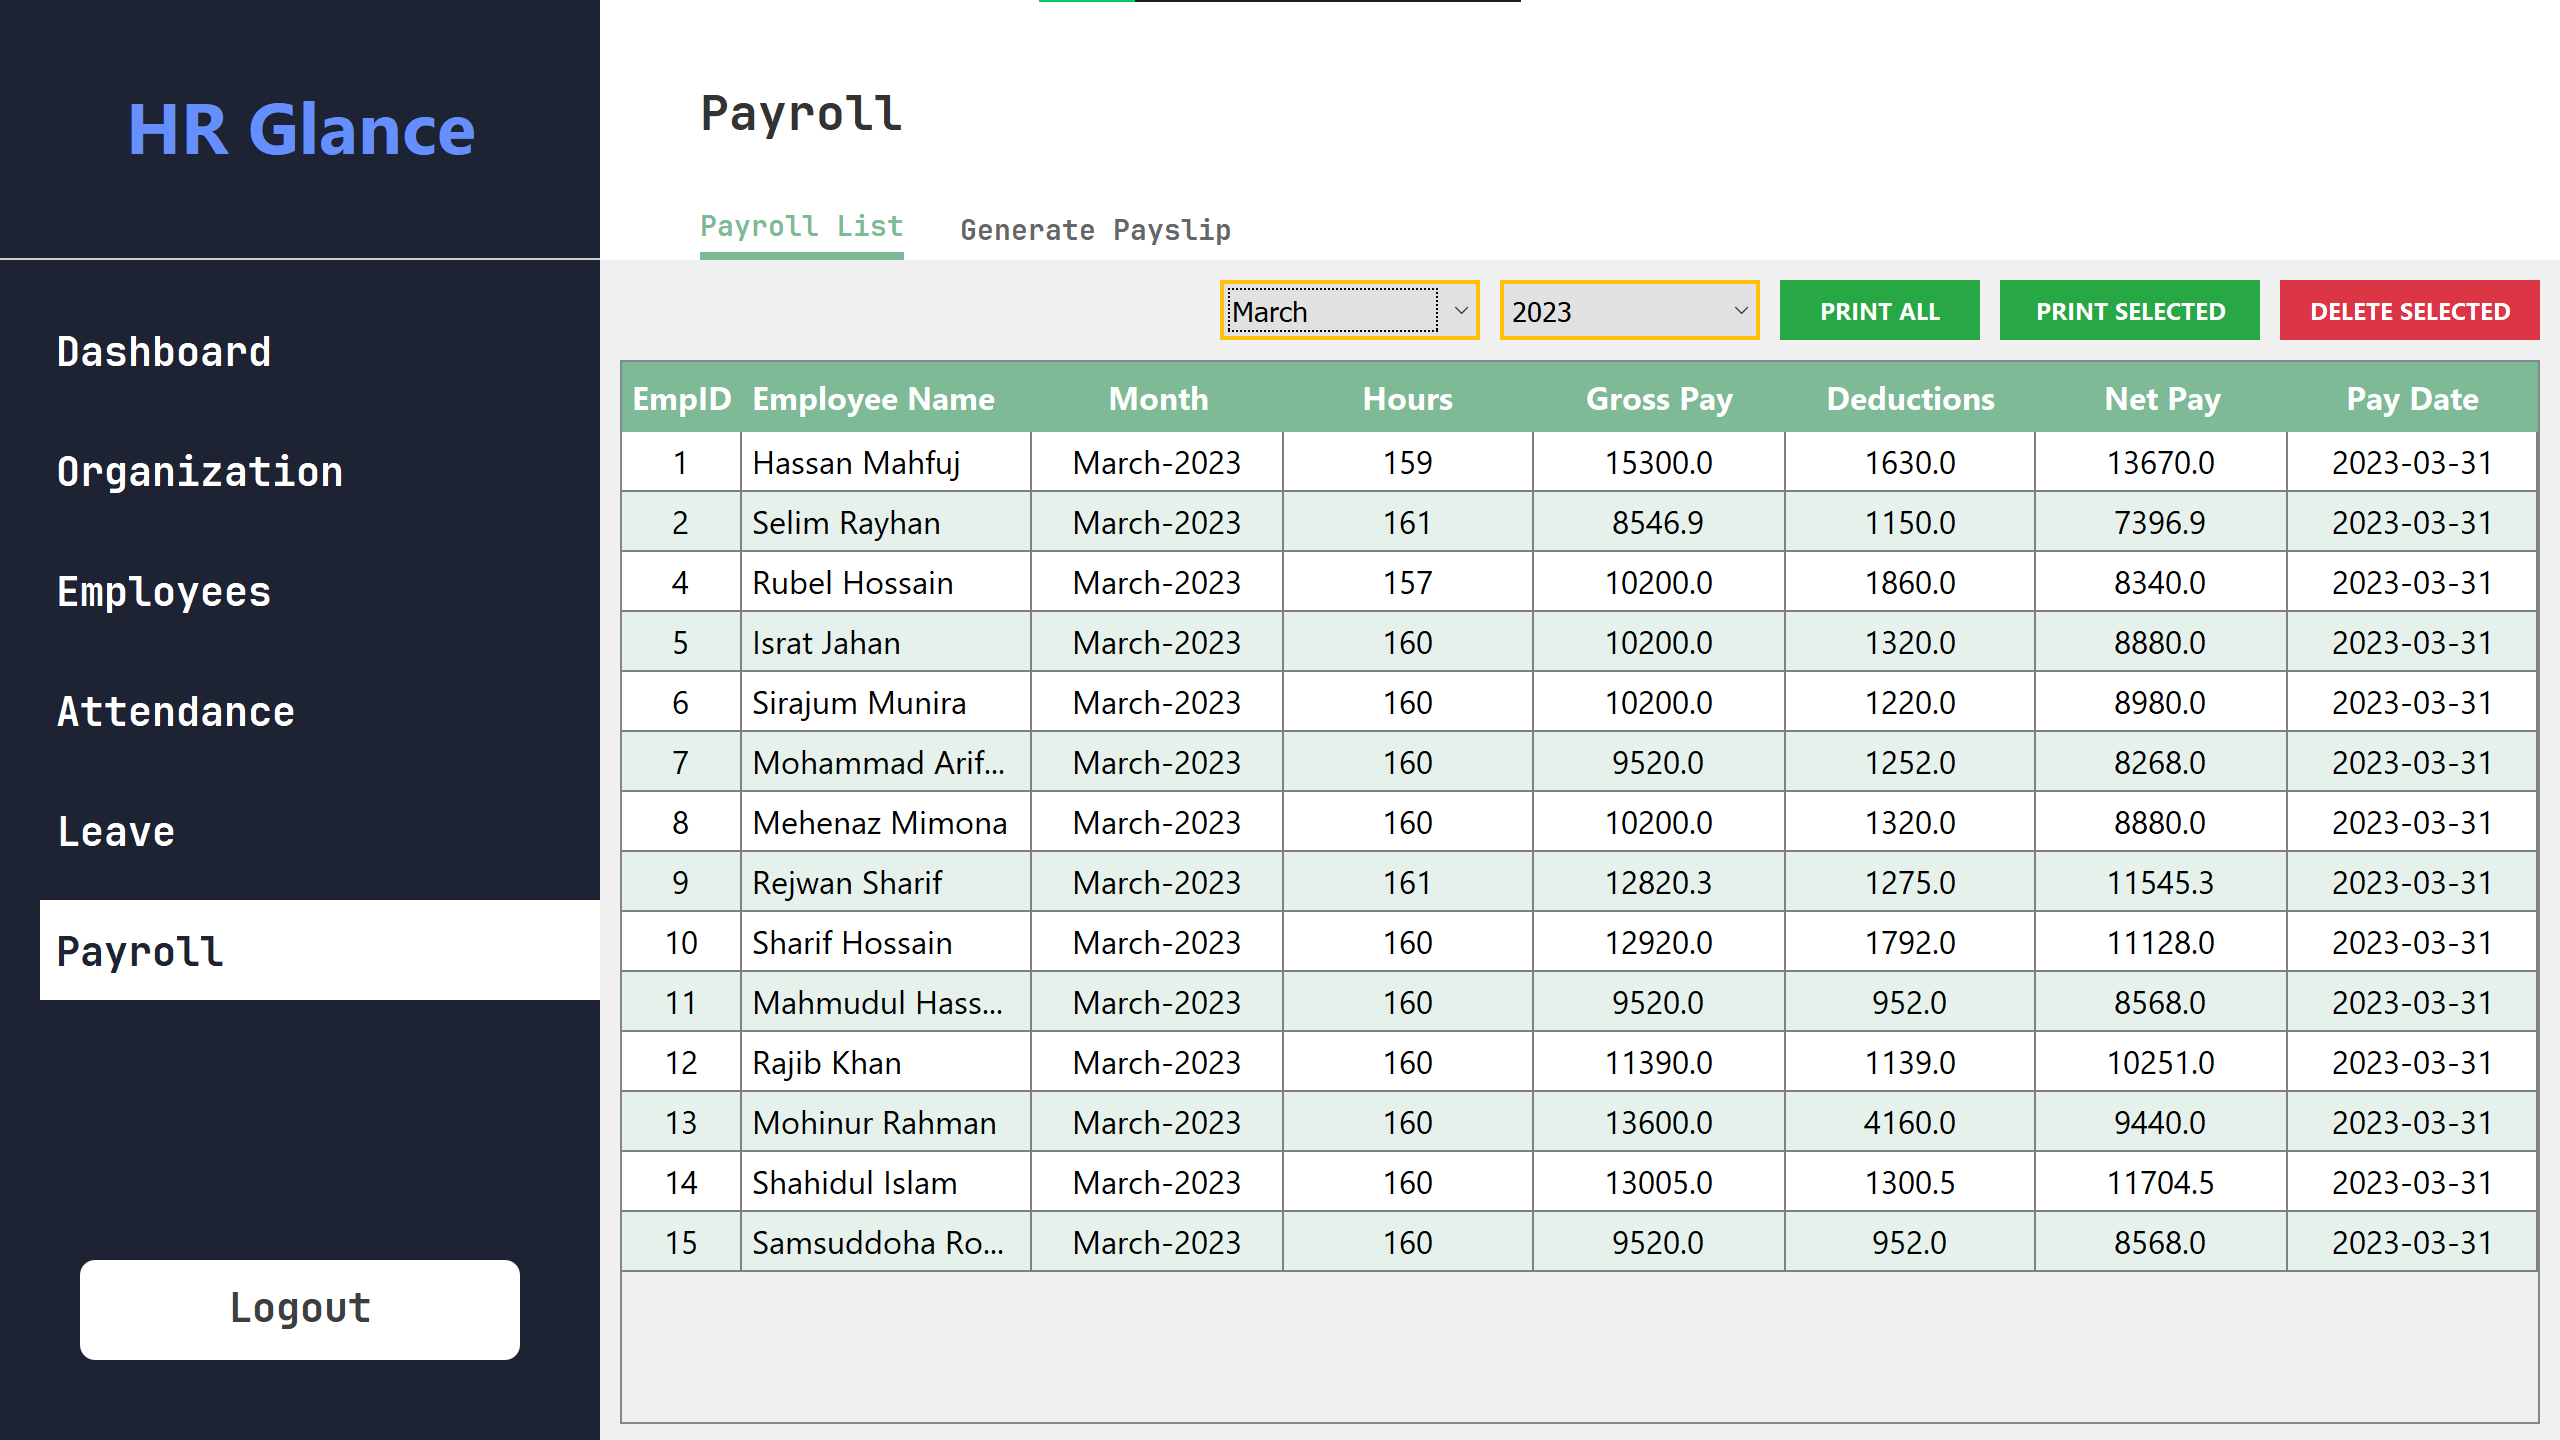 HR Glance
Dashboard
Organization
Employees
Attendance
Leave
Payroll
Logout
Payroll
Payroll List Generate Payslip
March 2023 PRINT ALL PRINT SELECTED DELETE SELECTED
EmpID Employee Name Month Hours Gross Pay Deductions Net Pay Pay Date
1 Hassan Mahfuj March-2023 159 15300.0 1630.0 13670.0 2023-03-31
2 Selim Rayhan March-2023 161 8546.9 1150.0 7396.9 2023-03-31
4 Rubel Hossain March-2023 157 10200.0 1860.0 8340.0 2023-03-31
5 Israt Jahan March-2023 160 10200.0 1320.0 8880.0 2023-03-31
6 Sirajum Munira March-2023 160 10200.0 1220.0 8980.0 2023-03-31
7 Mohammad Arif... March-2023 160 9520.0 1252.0 8268.0 2023-03-31
8 Mehenaz Mimona March-2023 160 10200.0 1320.0 8880.0 2023-03-31
9 Rejwan Sharif March-2023 161 12820.3 1275.0 11545.3 2023-03-31
10 Sharif Hossain March-2023 160 12920.0 1792.0 11128.0 2023-03-31
11 Mahmudul Hass... March-2023 160 9520.0 952.0 8568.0 2023-03-31
12 Rajib Khan March-2023 160 11390.0 1139.0 10251.0 2023-03-31
13 Mohinur Rahman March-2023 160 13600.0 4160.0 9440.0 2023-03-31
14 Shahidul Islam March-2023 160 13005.0 1300.5 11704.5 2023-03-31
15 Samsuddoha Ro... March-2023 160 9520.0 952.0 8568.0 2023-03-31